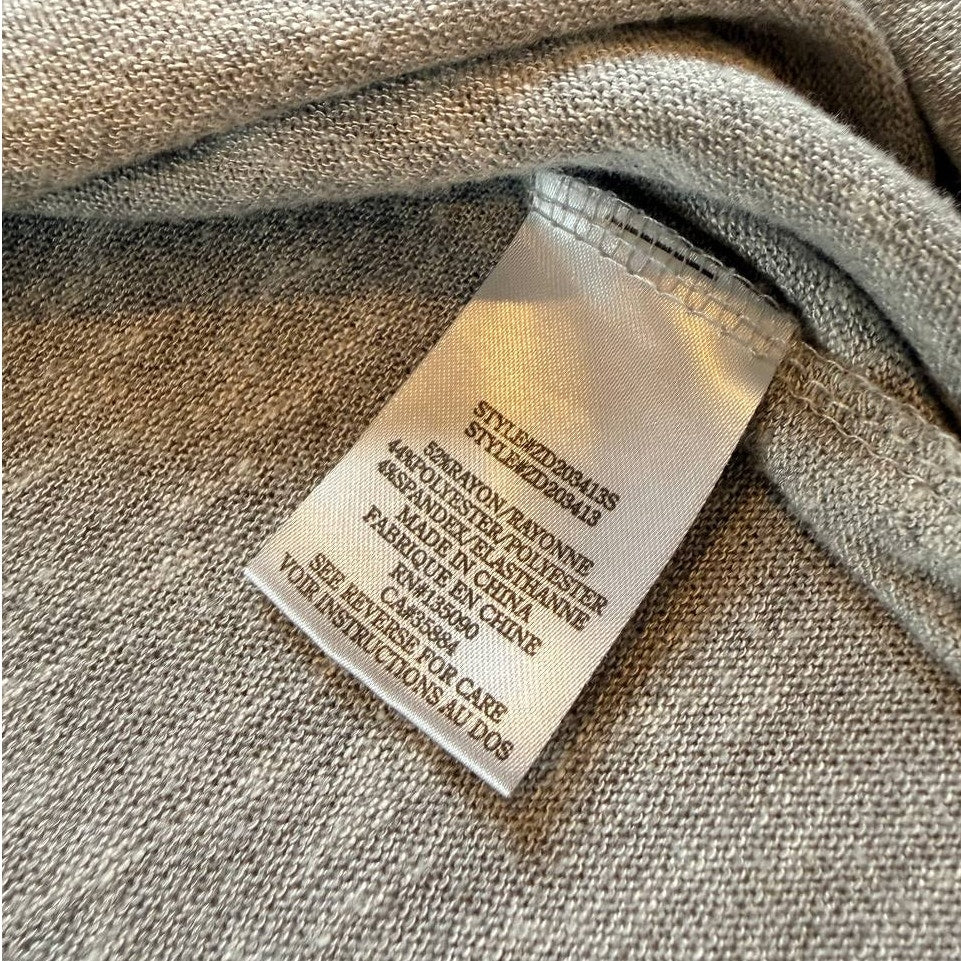 STYLE#ZD203413S
STYLE#ZD203413
52%RAYON/RAYONNE
44%POLYESTER/POLYESTER
4%SPANDEX/ELASTHANNE
MADE IN CHINA
FABRIQUE EN CHINE
RN#135090
CA#35884
SEE REVERSE FOR CARE
VOIR INSTRUCTIONS AU DOS